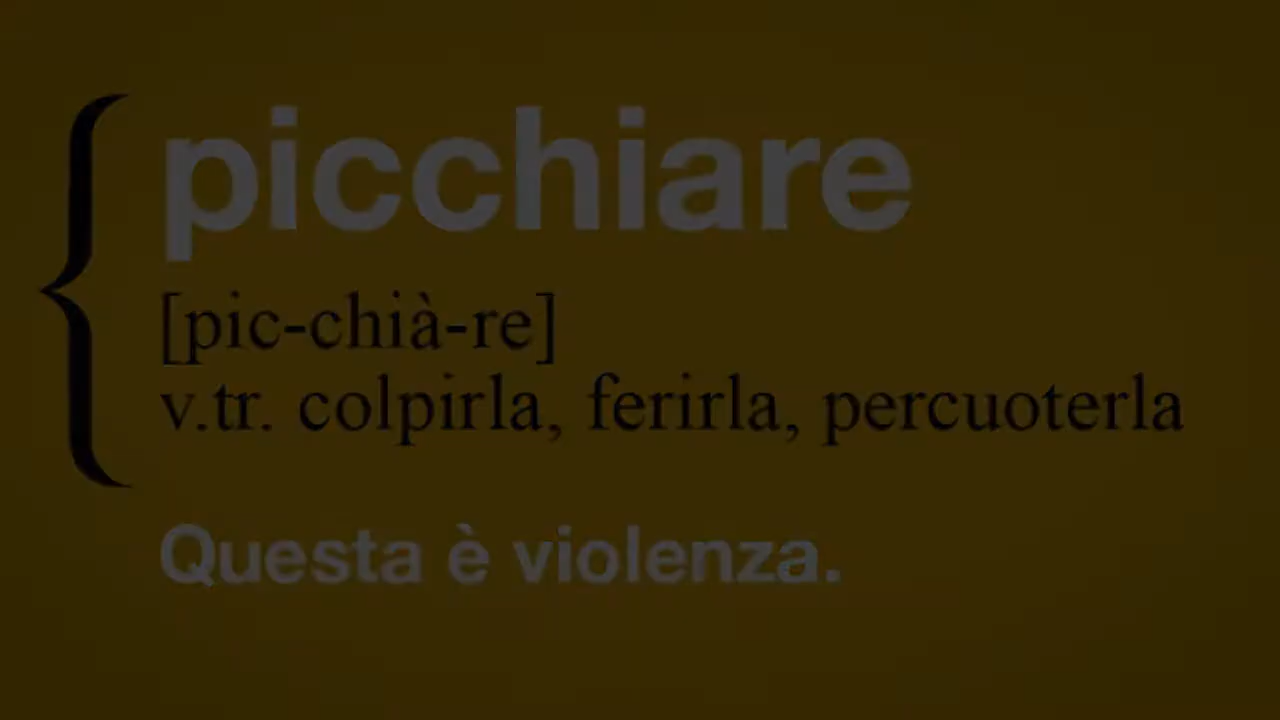 picchiare
[pic-chià-re]
v.tr. colpirla, ferirla, percuoterla
Questa è violenza.